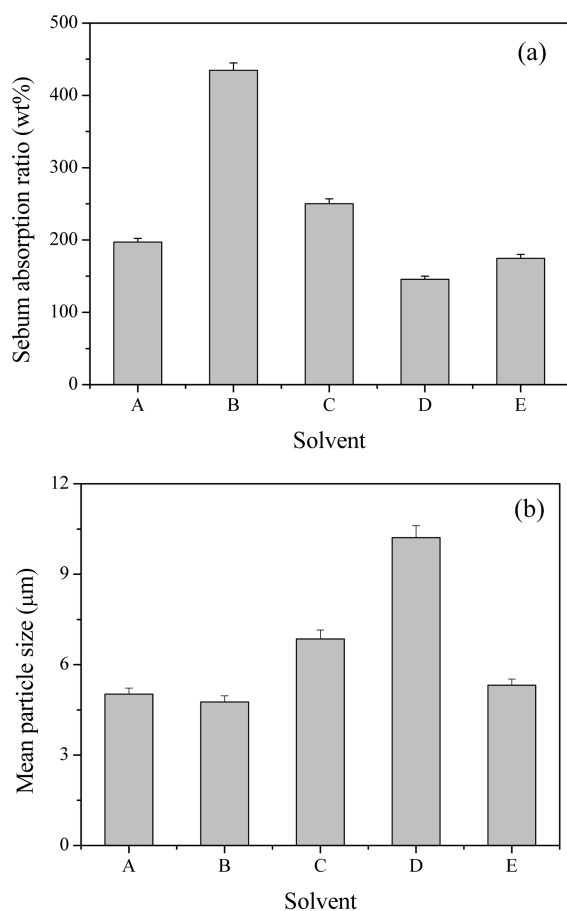 (a)
Sebum absorption ratio (wt%)
500
400
300
200
100
0
A B C D E
Solvent
(b)
Mean particle size (μm)
12
9
6
3
0
A B C D E
Solvent